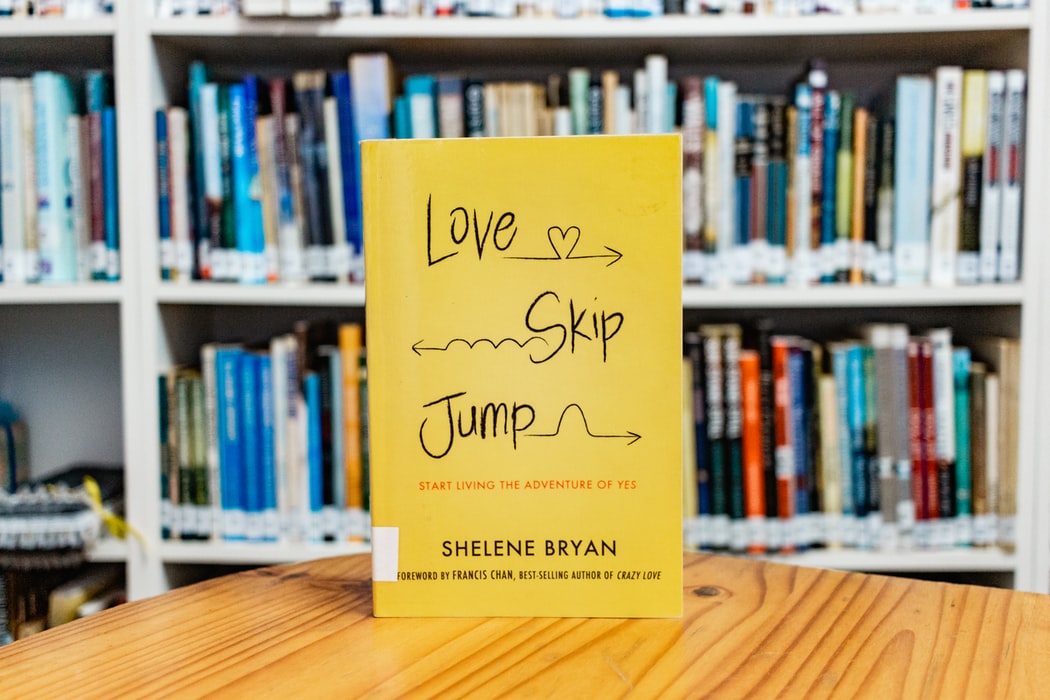 Love
Skip
Jump
START LIVING THE ADVENTURE OF YES
SHELENE BRYAN
FOREWORD BY FRANCIS CHAN, BEST-SELLING AUTHOR OF CRAZY LOVE